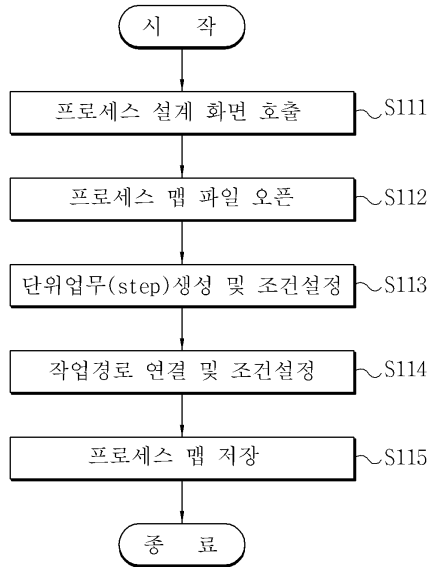 시 작
프로세스 설계 화면 호출 S111
프로세스 맵 파일 오픈 S112
단위업무(step)생성 및 조건설정 S113
작업경로 연결 및 조건설정 S114
프로세스 맵 저장 S115
종 료